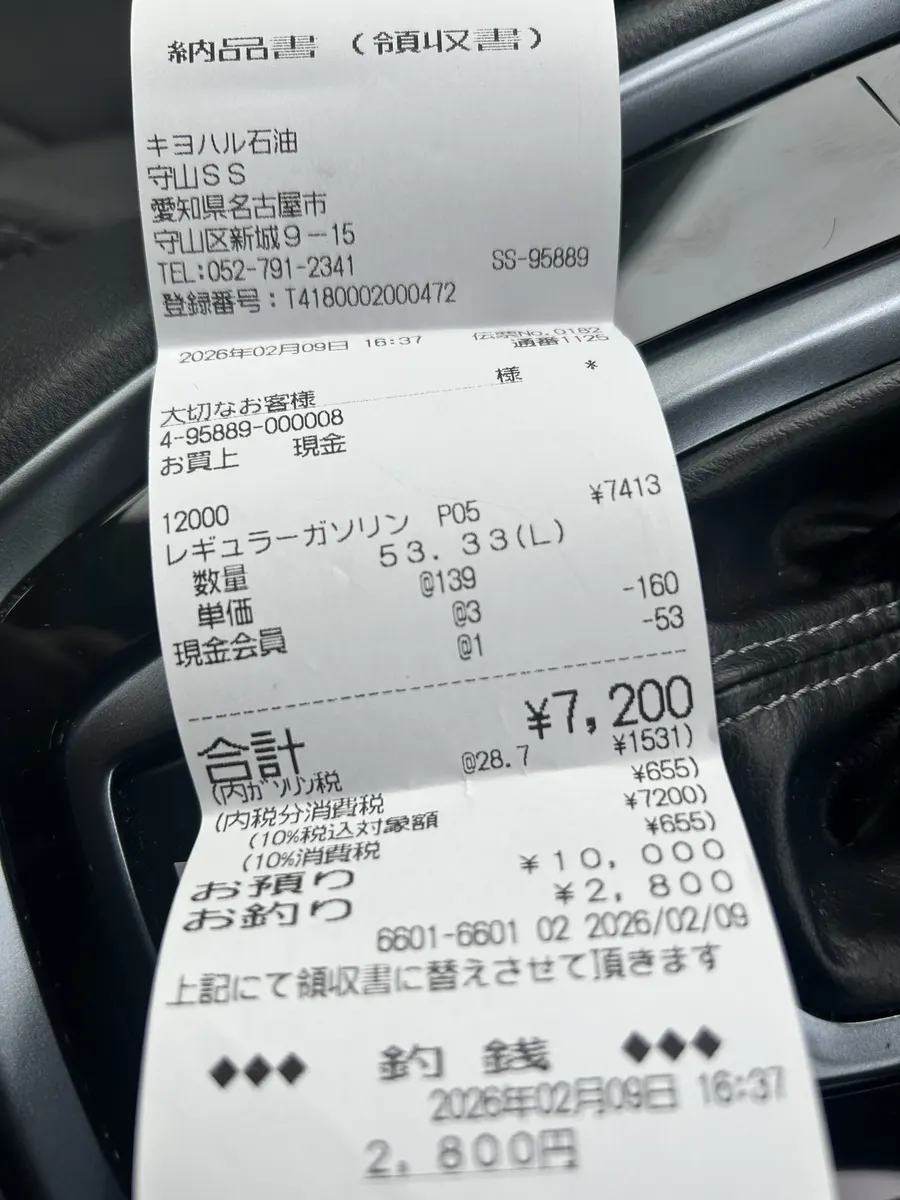 納品書 (領収書)
キヨハル石油
守山SS
愛知県名古屋市
守山区新城9-15
TEL:052-791-2341 SS-95889
登録番号:T4180002000472
2026年02月09日 16:37 伝票No.0182
通番1125
様 *
大切なお客様
4-95889-000008
お買上 現金
12000 ¥7413
レギュラーガソリン P05
数量 53.33(L)
単価 @139
現金会員 @3 -160
@1 -53
合計 ¥7,200
(内ガソリン税 @28.7 ¥1531)
(内税分消費税 ¥655)
(10%税込対象額 ¥7200)
(10%消費税 ¥655)
お預り ¥10,000
お釣り ¥2,800
6601-6601 02 2026/02/09
上記にて領収書に替えさせて頂きます
◆◆◆ 釣 銭 ◆◆◆
2026年02月09日 16:37
2,800円